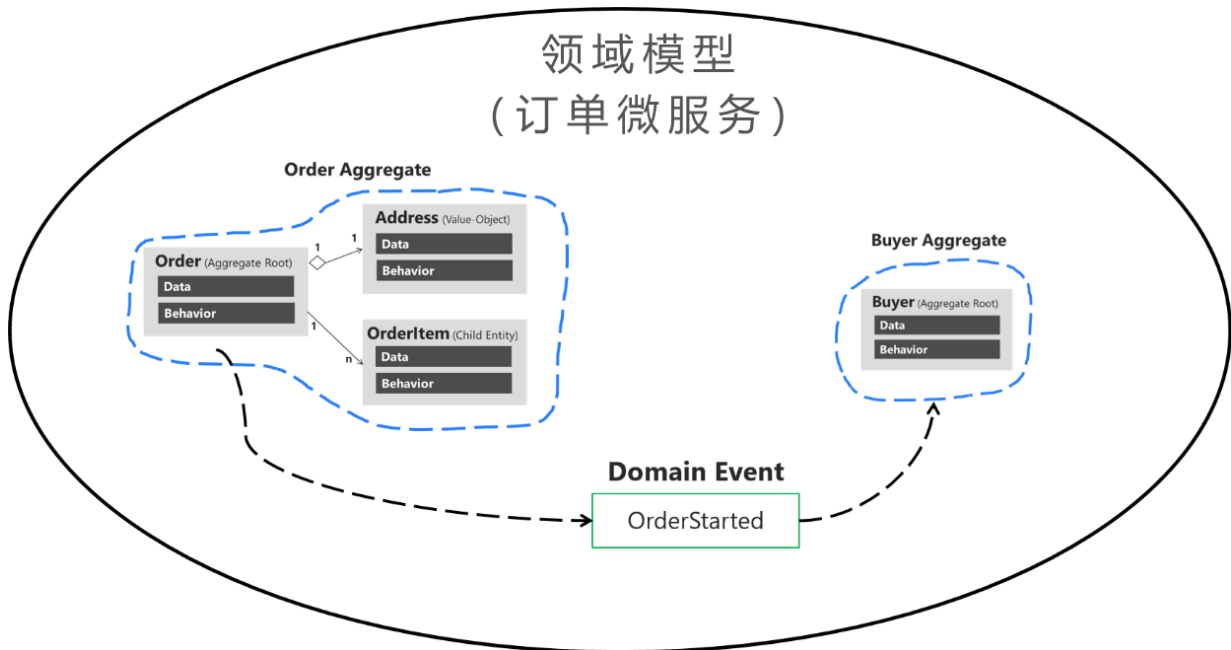 领域模型
（订单微服务）
Order Aggregate
Address (Value-Object)
Data
Behavior
1
1
Order (Aggregate Root)
Data
Behavior
1
n
OrderItem (Child Entity)
Data
Behavior
Buyer Aggregate
Buyer (Aggregate Root)
Data
Behavior
Domain Event
OrderStarted